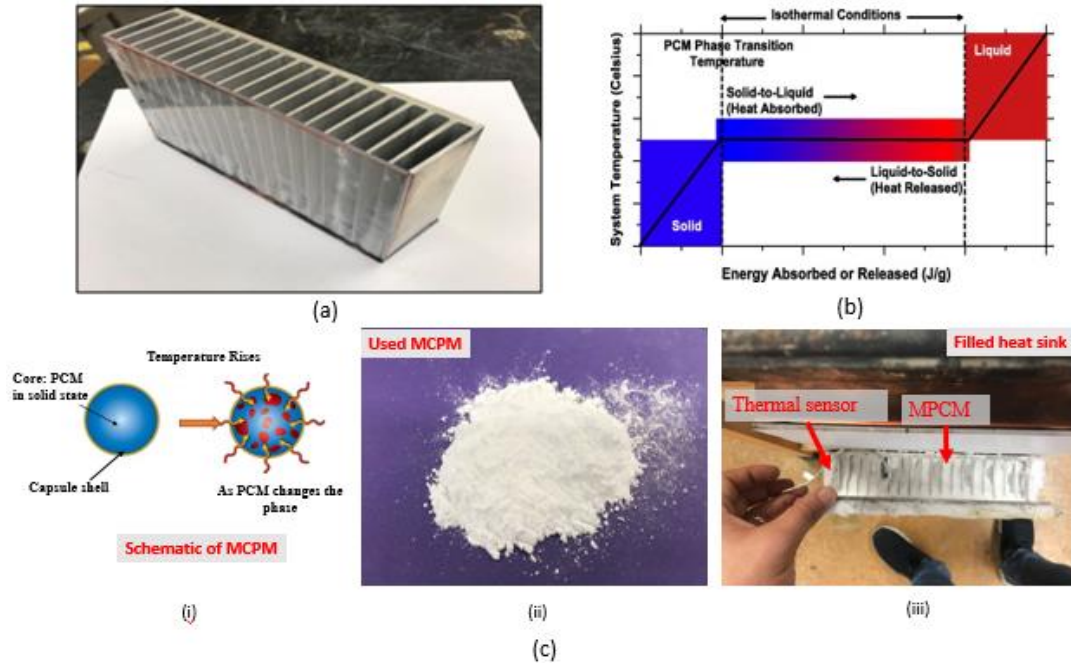 (a)
Isothermal Conditions
PCM Phase Transition
Temperature
Solid-to-Liquid
(Heat Absorbed)
Liquid
Liquid-to-Solid
(Heat Released)
Solid
System Temperature (Celsius)
Energy Absorbed or Released (J/g)
(b)
Temperature Rises
Core: PCM
in solid state
Capsule shell
As PCM changes the
phase
Schematic of MCPM
(i)
Used MCPM
(ii)
Filled heat sink
Thermal sensor
MPCM
(iii)
(c)